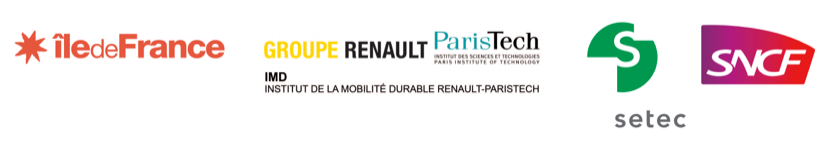 îledeFrance
GROUPE RENAULT
ParisTech
INSTITUT DES SCIENCES ET TECHNOLOGIES
PARIS INSTITUTE OF TECHNOLOGY
IMD
INSTITUT DE LA MOBILITÉ DURABLE RENAULT-PARISTECH
S
setec
SNCF